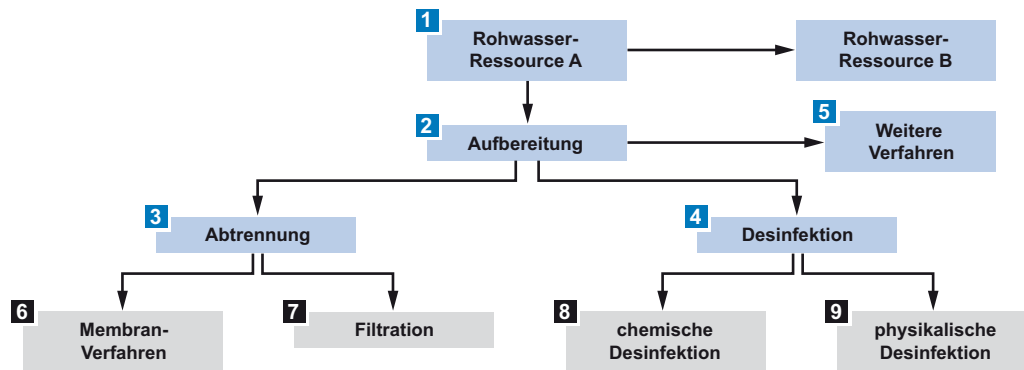 1
Rohwasser-
Ressource A
Rohwasser-
Ressource B
2
Aufbereitung
5
Weitere
Verfahren
3
Abtrennung
4
Desinfektion
6
Membran-
Verfahren
7
Filtration
8
chemische
Desinfektion
9
physikalische
Desinfektion